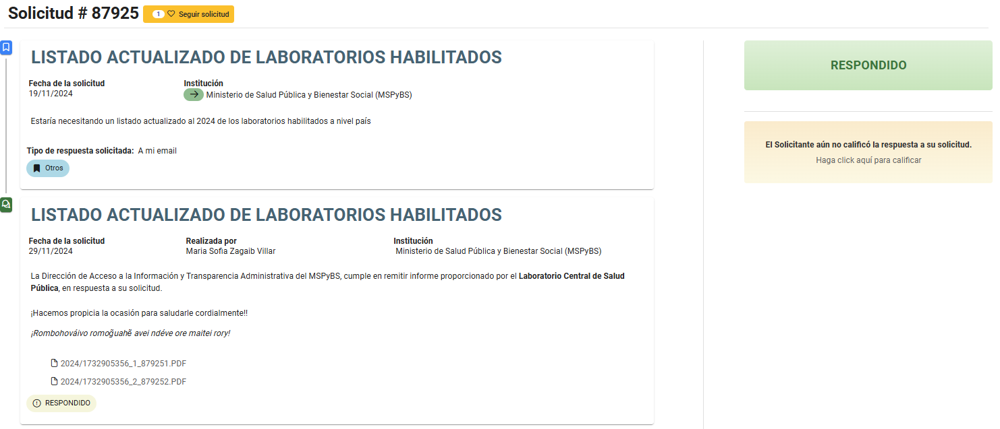 Solicitud # 87925
1 Seguir solicitud
LISTADO ACTUALIZADO DE LABORATORIOS HABILITADOS
Fecha de la solicitud
19/11/2024
Institución
Ministerio de Salud Pública y Bienestar Social (MSPyBS)
Estaría necesitando un listado actualizado al 2024 de los laboratorios habilitados a nivel país
Tipo de respuesta solicitada: A mi email
Otros
LISTADO ACTUALIZADO DE LABORATORIOS HABILITADOS
Fecha de la solicitud
29/11/2024
Realizada por
Maria Sofia Zagaib Villar
Institución
Ministerio de Salud Pública y Bienestar Social (MSPyBS)
La Dirección de Acceso a la Información y Transparencia Administrativa del MSPyBS, cumple en remitir informe proporcionado por el Laboratorio Central de Salud
Pública, en respuesta a su solicitud.
¡Hacemos propicia la ocasión para saludarle cordialmente!!
¡Rombohováivo romog̃uahẽ avei ndéve ore maitei rory!
2024/1732905356_1_879251.PDF
2024/1732905356_2_879252.PDF
RESPONDIDO
RESPONDIDO
El Solicitante aún no calificó la respuesta a su solicitud.
Haga click aquí para calificar